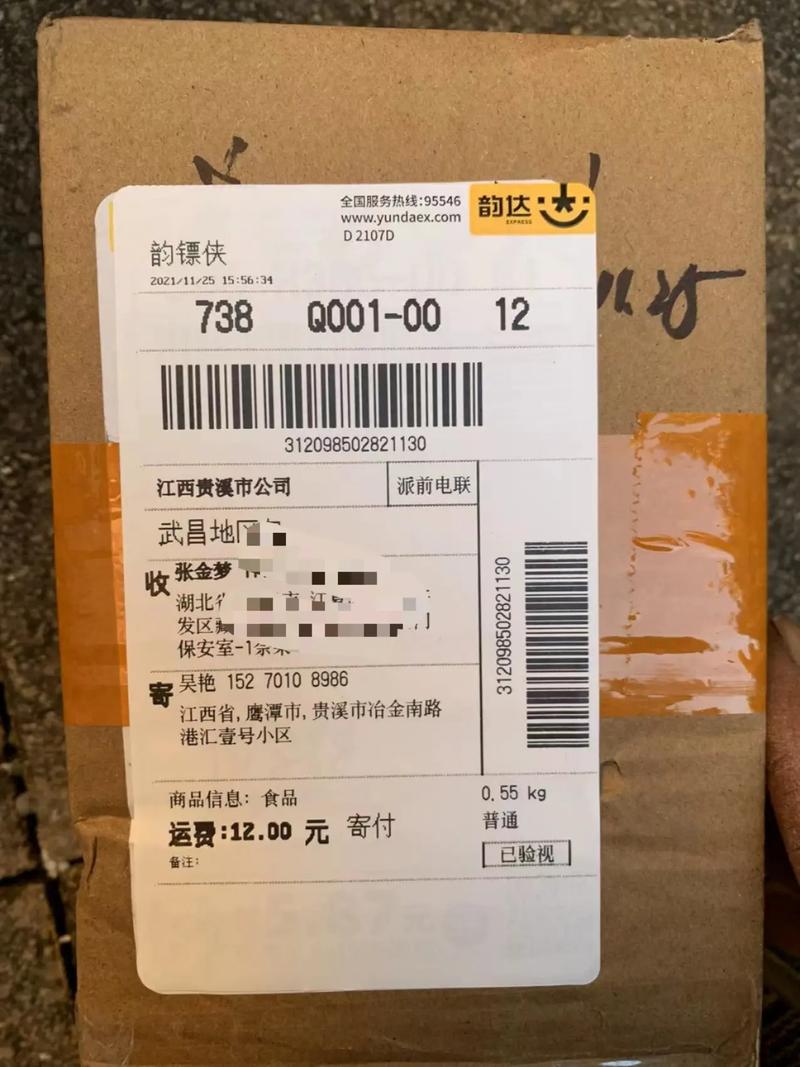 全国服务热线:95546
www.yundaex.com
D 2107D
韵达
EXPRESS
韵镖侠
2021/11/25 15:56:34
738 Q001-00 12
11.25
312098502821130
江西贵溪市公司
派前电联
武昌地区
收 张金梦
湖北省
发区藏
保安室-1
312098502821130
寄 吴艳 152 7010 8986
江西省,鹰潭市,贵溪市冶金南路
港汇壹号小区
商品信息: 食品
0.55 kg
运费:12.00 元 寄付
普通
备注:
已验视